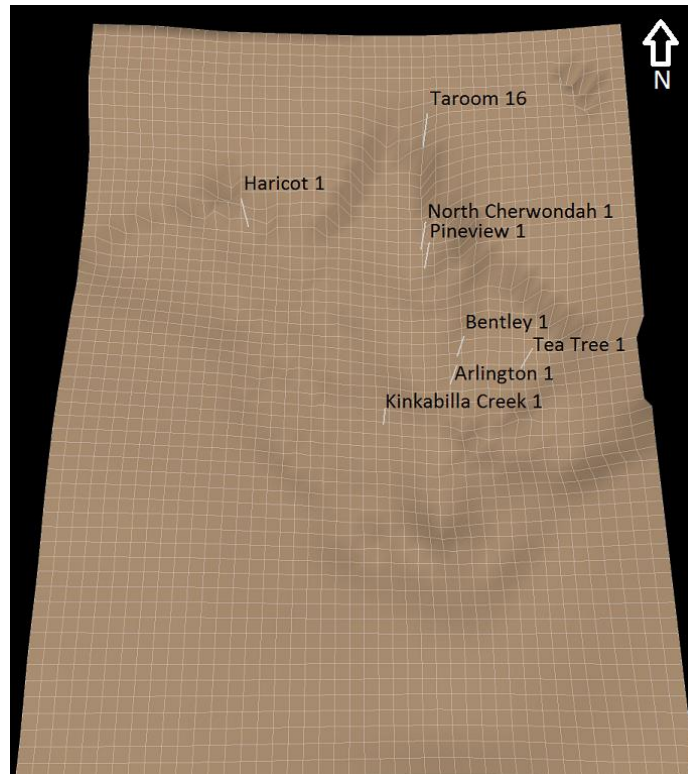 N
Taroom 16
Haricot 1
North Cherwondah 1
Pineview 1
Bentley 1
Tea Tree 1
Arlington 1
Kinkabilla Creek 1